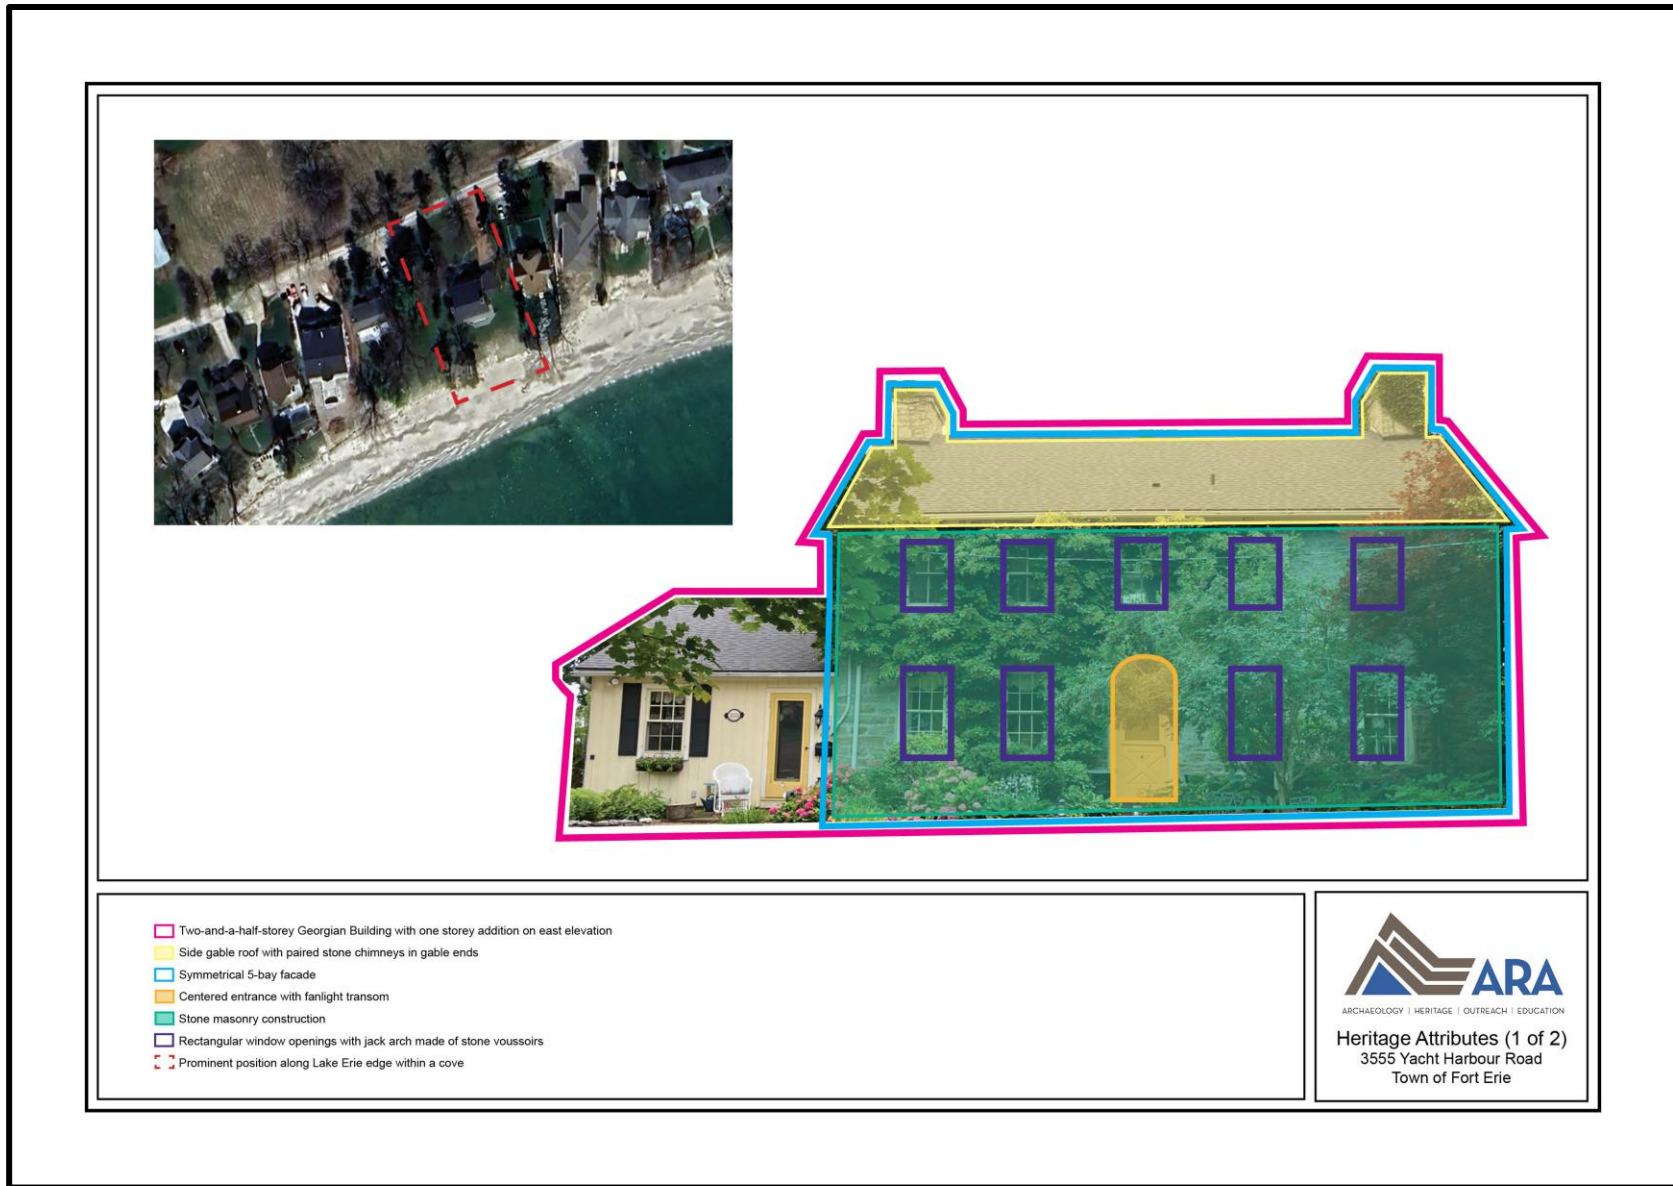 Two-and-a-half-storey Georgian Building with one storey addition on east elevation
Side gable roof with paired stone chimneys in gable ends
Symmetrical 5-bay facade
Centered entrance with fanlight transom
Stone masonry construction
Rectangular window openings with jack arch made of stone voussoirs
Prominent position along Lake Erie edge within a cove
ARA
ARCHAEOLOGY | HERITAGE | OUTREACH | EDUCATION
Heritage Attributes (1 of 2)
3555 Yacht Harbour Road
Town of Fort Erie